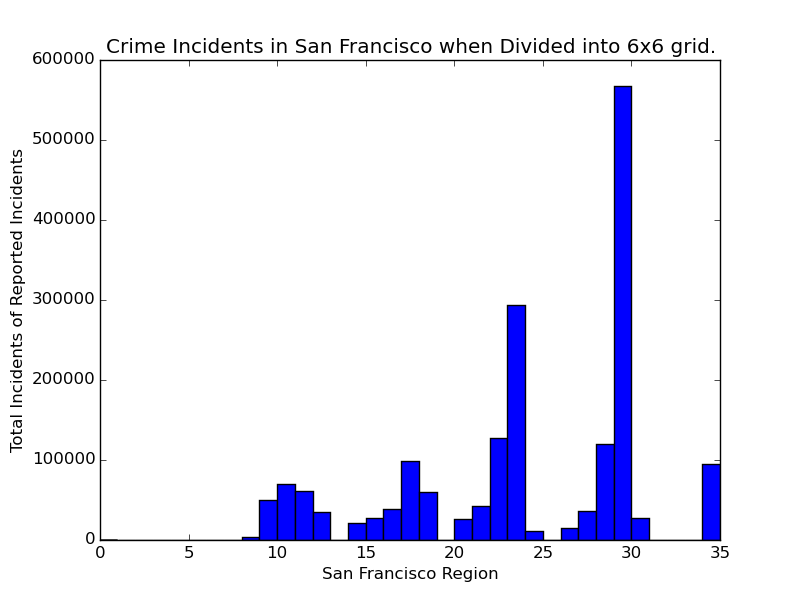 Crime Incidents in San Francisco when Divided into 6x6 grid.
600000
500000
400000
300000
200000
100000
0
Total Incidents of Reported Incidents
0 5 10 15 20 25 30 35
San Francisco Region